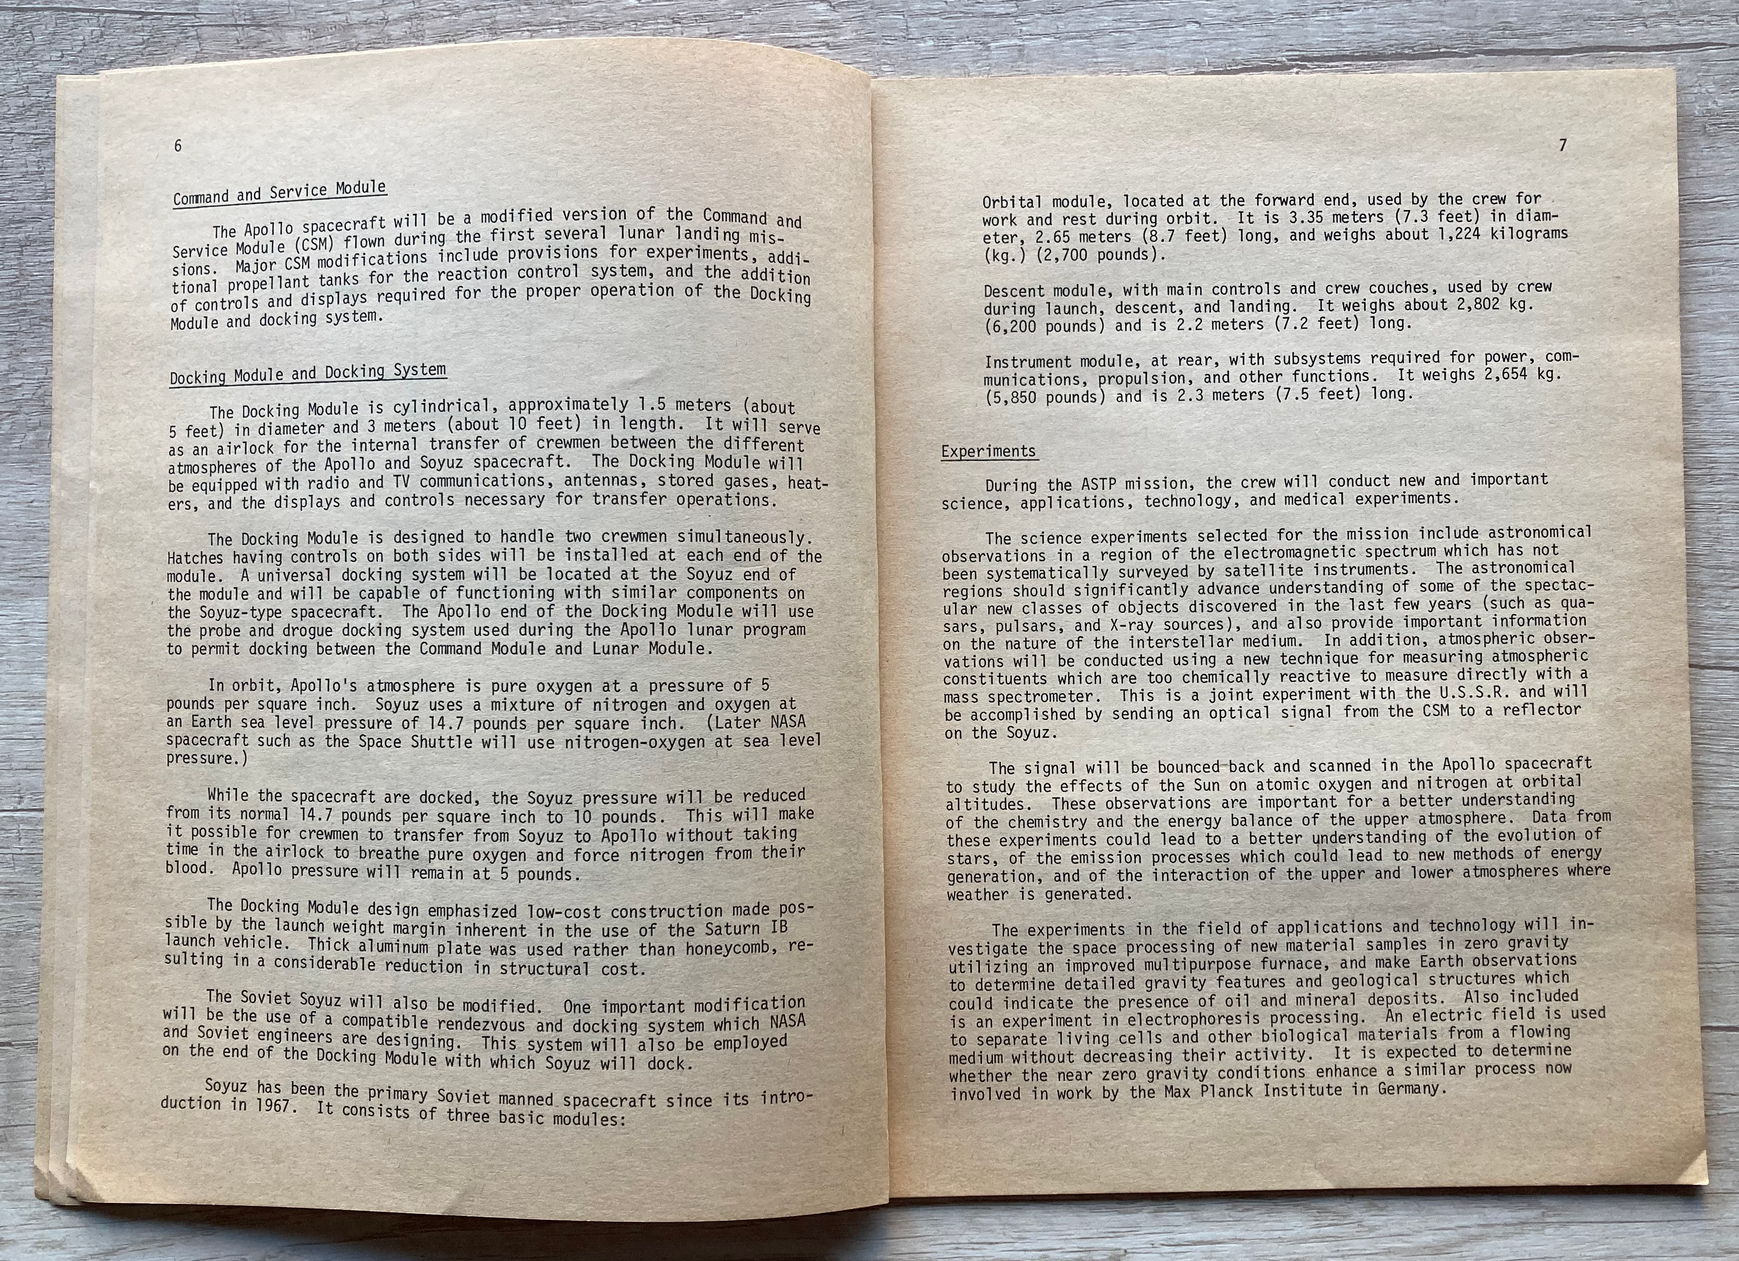 6
Command and Service Module
The Apollo spacecraft will be a modified version of the Command and
Service Module (CSM) flown during the first several lunar landing mis-
sions. Major CSM modifications include provisions for experiments, addi-
tional propellant tanks for the reaction control system, and the addition
of controls and displays required for the proper operation of the Docking
Module and docking system.
Docking Module and Docking System
The Docking Module is cylindrical, approximately 1.5 meters (about
5 feet) in diameter and 3 meters (about 10 feet) in length. It will serve
as an airlock for the internal transfer of crewmen between the different
atmospheres of the Apollo and Soyuz spacecraft. The Docking Module will
be equipped with radio and TV communications, antennas, stored gases, heat-
ers, and the displays and controls necessary for transfer operations.
The Docking Module is designed to handle two crewmen simultaneously.
Hatches having controls on both sides will be installed at each end of the
module. A universal docking system will be located at the Soyuz end of
the module and will be capable of functioning with similar components on
the Soyuz-type spacecraft. The Apollo end of the Docking Module will use
the probe and drogue docking system used during the Apollo lunar program
to permit docking between the Command Module and Lunar Module.
In orbit, Apollo's atmosphere is pure oxygen at a pressure of 5
pounds per square inch. Soyuz uses a mixture of nitrogen and oxygen at
an Earth sea level pressure of 14.7 pounds per square inch. (Later NASA
spacecraft such as the Space Shuttle will use nitrogen-oxygen at sea level
pressure.)
While the spacecraft are docked, the Soyuz pressure will be reduced
from its normal 14.7 pounds per square inch to 10 pounds. This will make
it possible for crewmen to transfer from Soyuz to Apollo without taking
time in the airlock to breathe pure oxygen and force nitrogen from their
blood. Apollo pressure will remain at 5 pounds.
The Docking Module design emphasized low-cost construction made pos-
sible by the launch weight margin inherent in the use of the Saturn IB
launch vehicle. Thick aluminum plate was used rather than honeycomb, re-
sulting in a considerable reduction in structural cost.
The Soviet Soyuz will also be modified. One important modification
will be the use of a compatible rendezvous and docking system which NASA
and Soviet engineers are designing. This system will also be employed
on the end of the Docking Module with which Soyuz will dock.
Soyuz has been the primary Soviet manned spacecraft since its intro-
duction in 1967. It consists of three basic modules:
7
Orbital module, located at the forward end, used by the crew for
work and rest during orbit. It is 3.35 meters (7.3 feet) in diam-
eter, 2.65 meters (8.7 feet) long, and weighs about 1,224 kilograms
(kg.) (2,700 pounds).
Descent module, with main controls and crew couches, used by crew
during launch, descent, and landing. It weighs about 2,802 kg.
(6,200 pounds) and is 2.2 meters (7.2 feet) long.
Instrument module, at rear, with subsystems required for power, com-
munications, propulsion, and other functions. It weighs 2,654 kg.
(5,850 pounds) and is 2.3 meters (7.5 feet) long.
Experiments
During the ASTP mission, the crew will conduct new and important
science, applications, technology, and medical experiments.
The science experiments selected for the mission include astronomical
observations in a region of the electromagnetic spectrum which has not
been systematically surveyed by satellite instruments. The astronomical
regions should significantly advance understanding of some of the spectac-
ular new classes of objects discovered in the last few years (such as qua-
sars, pulsars, and X-ray sources), and also provide important information
on the nature of the interstellar medium. In addition, atmospheric obser-
vations will be conducted using a new technique for measuring atmospheric
constituents which are too chemically reactive to measure directly with a
mass spectrometer. This is a joint experiment with the U.S.S.R. and will
be accomplished by sending an optical signal from the CSM to a reflector
on the Soyuz.
The signal will be bounced back and scanned in the Apollo spacecraft
to study the effects of the Sun on atomic oxygen and nitrogen at orbital
altitudes. These observations are important for a better understanding
of the chemistry and the energy balance of the upper atmosphere. Data from
these experiments could lead to a better understanding of the evolution of
stars, of the emission processes which could lead to new methods of energy
generation, and of the interaction of the upper and lower atmospheres where
weather is generated.
The experiments in the field of applications and technology will in-
vestigate the space processing of new material samples in zero gravity
utilizing an improved multipurpose furnace, and make Earth observations
to determine detailed gravity features and geological structures which
could indicate the presence of oil and mineral deposits. Also included
is an experiment in electrophoresis processing. An electric field is used
to separate living cells and other biological materials from a flowing
medium without decreasing their activity. It is expected to determine
whether the near zero gravity conditions enhance a similar process now
involved in work by the Max Planck Institute in Germany.